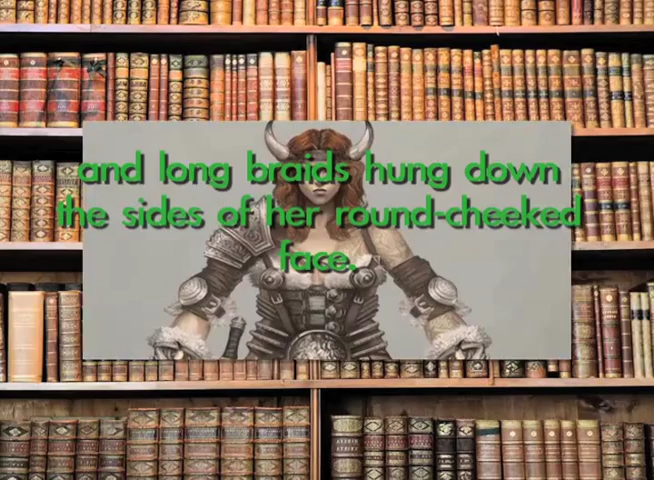 and long braids hung down
the sides of her round-cheeked
face.